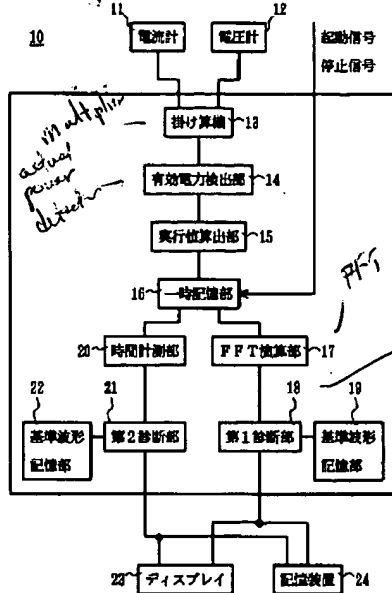 11 12
10 電流計 電圧計 起動信号
停止信号
multiplier 掛け算器 13
actual power detector 有効電力検出部 14
実行値算出部 15
16 一時記憶部
FFT
20 時間計測部 FFT演算部 17
22 21 18 19
基準波形記憶部 第2診断部 第1診断部 基準波形記憶部
23 ディスプレイ 記憶装置 24